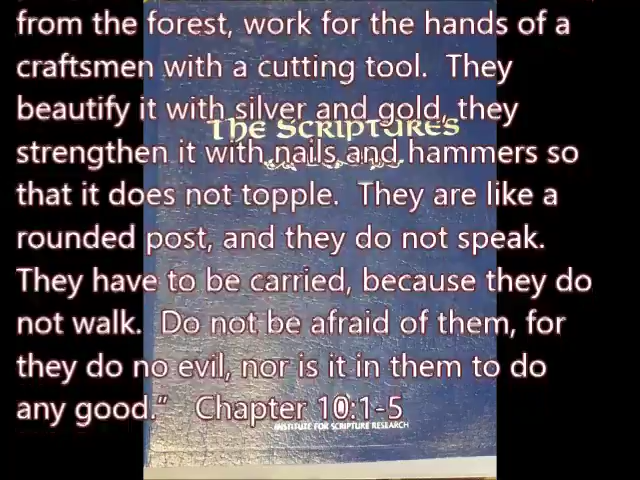 from the forest, work for the hands of a
craftsmen with a cutting tool. They
beautify it with silver and gold, they
The Scriptures
strengthen it with nails and hammers so
that it does not topple. They are like a
rounded post, and they do not speak.
They have to be carried, because they do
not walk. Do not be afraid of them, for
they do no evil, nor is it in them to do
any good.” Chapter 10:1-5
INSTITUTE FOR SCRIPTURE RESEARCH